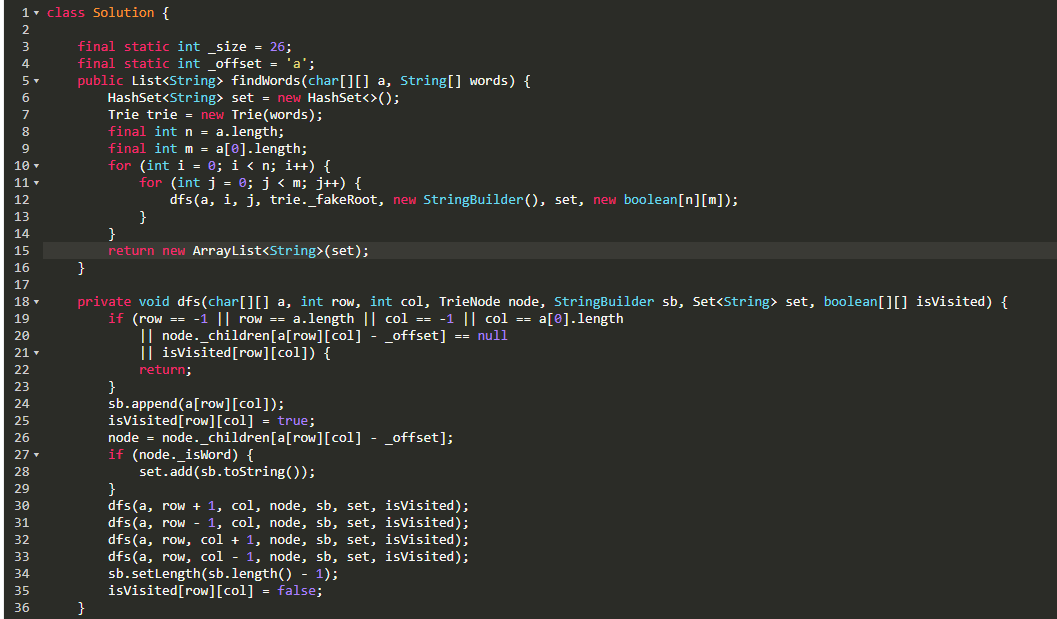 1 class Solution {
2
3     final static int _size = 26;
4     final static int _offset = 'a';
5     public List<String> findWords(char[][] a, String[] words) {
6         HashSet<String> set = new HashSet<>();
7         Trie trie = new Trie(words);
8         final int n = a.length;
9         final int m = a[0].length;
10         for (int i = 0; i < n; i++) {
11             for (int j = 0; j < m; j++) {
12                 dfs(a, i, j, trie._fakeRoot, new StringBuilder(), set, new boolean[n][m]);
13             }
14         }
15         return new ArrayList<String>(set);
16     }
17
18     private void dfs(char[][] a, int row, int col, TrieNode node, StringBuilder sb, Set<String> set, boolean[][] isVisited) {
19         if (row == -1 || row == a.length || col == -1 || col == a[0].length
20             || node._children[a[row][col] - _offset] == null
21             || isVisited[row][col]) {
22             return;
23         }
24         sb.append(a[row][col]);
25         isVisited[row][col] = true;
26         node = node._children[a[row][col] - _offset];
27         if (node._isWord) {
28             set.add(sb.toString());
29         }
30         dfs(a, row + 1, col, node, sb, set, isVisited);
31         dfs(a, row - 1, col, node, sb, set, isVisited);
32         dfs(a, row, col + 1, node, sb, set, isVisited);
33         dfs(a, row, col - 1, node, sb, set, isVisited);
34         sb.setLength(sb.length() - 1);
35         isVisited[row][col] = false;
36     }